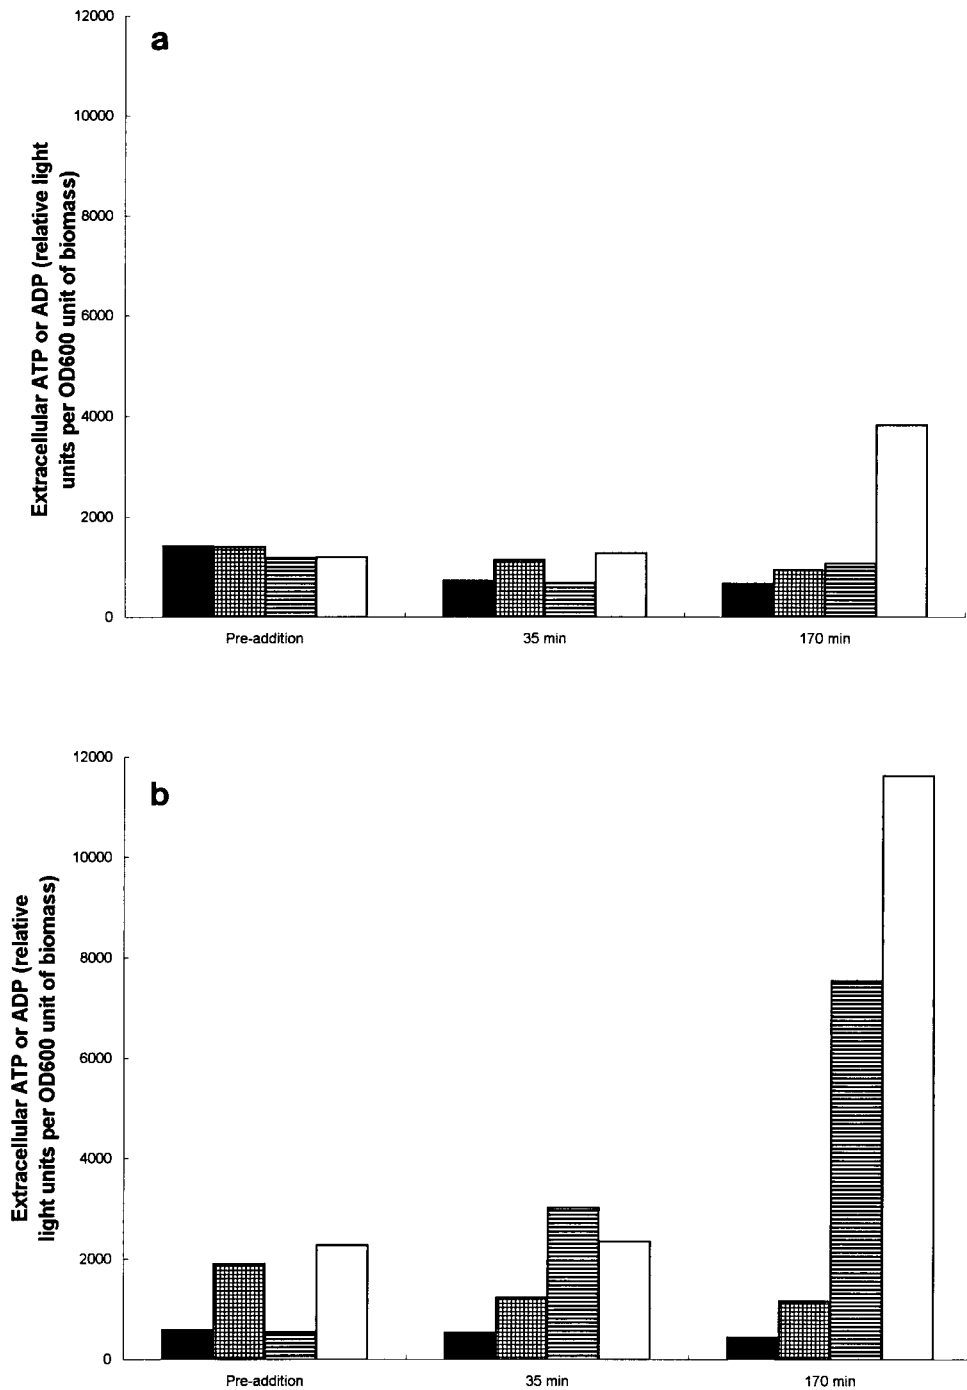 a
12000
10000
8000
6000
4000
2000
0
Extracellular ATP or ADP (relative light
units per OD600 unit of biomass)
Pre-addition 35 min 170 min
b
12000
10000
8000
6000
4000
2000
0
Extracellular ATP or ADP (relative
light units per OD600 unit of biomass)
Pre-addition 35 min 170 min